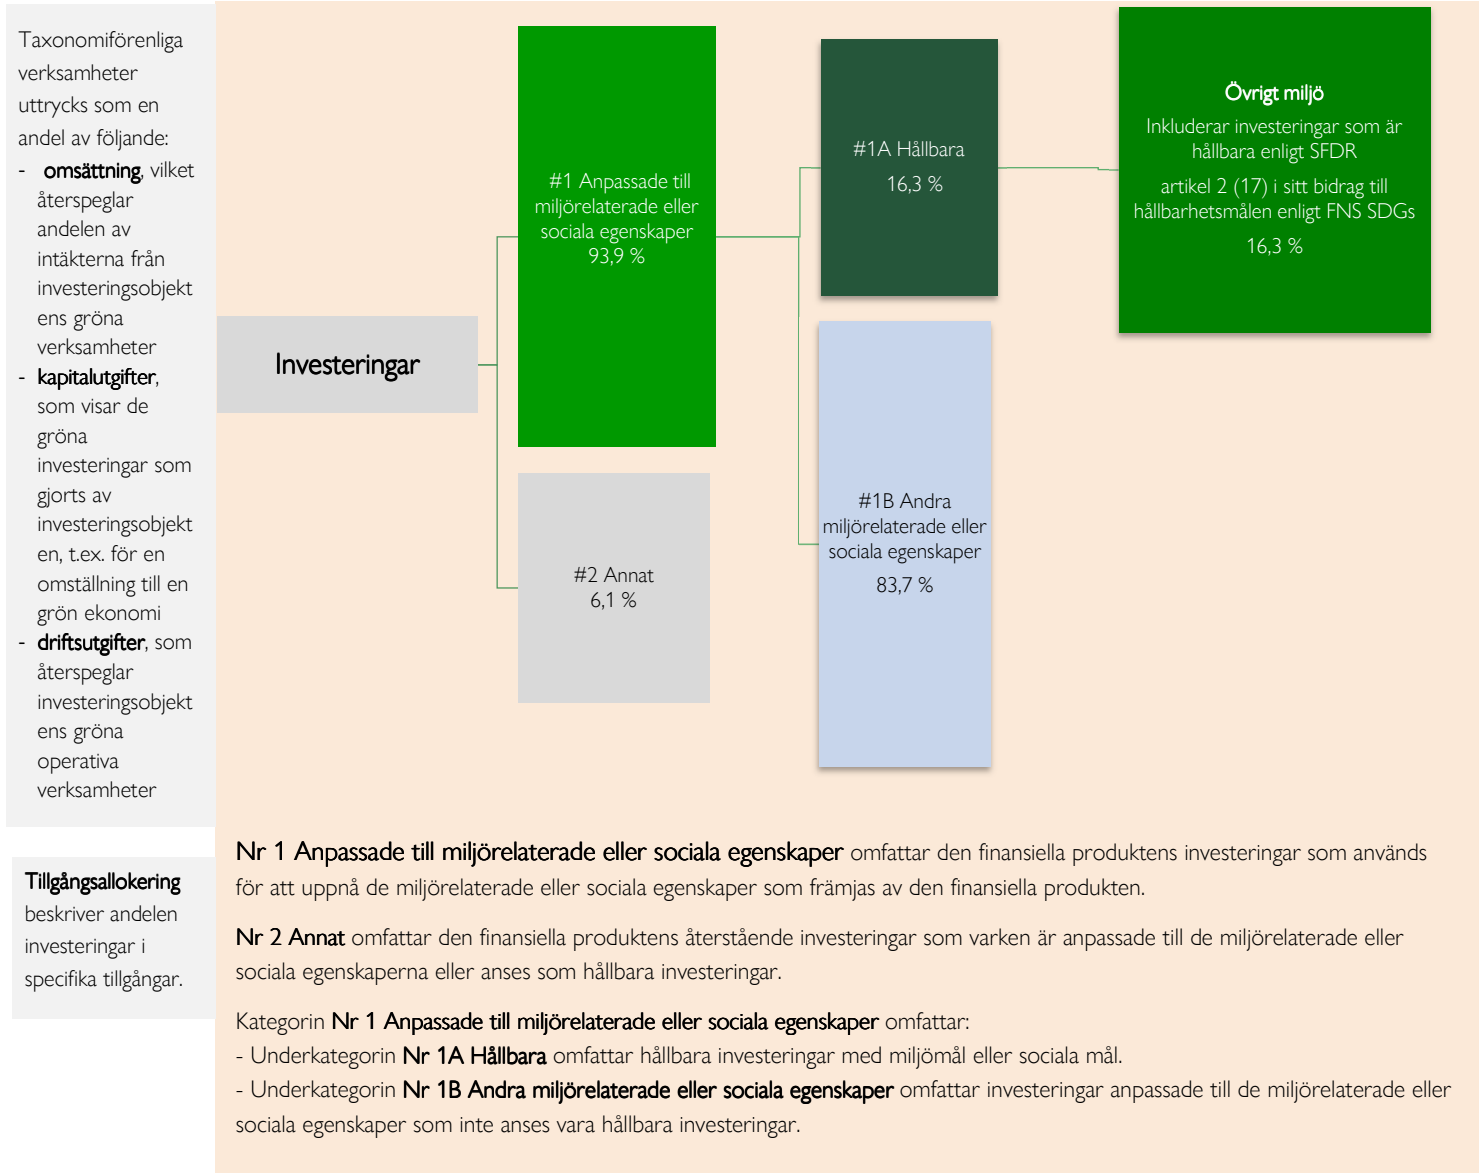 Taxonomiförenliga
verksamheter
uttrycks som en
andel av följande:
- omsättning, vilket
återspeglar
andelen av
intäkterna från
investeringsobjekt
ens gröna
verksamheter
- kapitalutgifter,
som visar de
gröna
investeringar som
gjorts av
investeringsobjekt
en, t.ex. för en
omställning till en
grön ekonomi
- driftsutgifter, som
återspeglar
investeringsobjekt
ens gröna
operativa
verksamheter
Tillgångsallokering
beskriver andelen
investeringar i
specifika tillgångar.
Investeringar
#1 Anpassade till
miljörelaterade eller
sociala egenskaper
93,9 %
#2 Annat
6,1 %
#1A Hållbara
16,3 %
#1B Andra
miljörelaterade eller
sociala egenskaper
83,7 %
Övrigt miljö
Inkluderar investeringar som är
hållbara enligt SFDR
artikel 2 (17) i sitt bidrag till
hållbarhetsmålen enligt FNS SDGs
16,3 %
Nr 1 Anpassade till miljörelaterade eller sociala egenskaper omfattar den finansiella produktens investeringar som används
för att uppnå de miljörelaterade eller sociala egenskaper som främjas av den finansiella produkten.
Nr 2 Annat omfattar den finansiella produktens återstående investeringar som varken är anpassade till de miljörelaterade eller
sociala egenskaperna eller anses som hållbara investeringar.
Kategorin Nr 1 Anpassade till miljörelaterade eller sociala egenskaper omfattar:
- Underkategorin Nr 1A Hållbara omfattar hållbara investeringar med miljömål eller sociala mål.
- Underkategorin Nr 1B Andra miljörelaterade eller sociala egenskaper omfattar investeringar anpassade till de miljörelaterade eller
sociala egenskaper som inte anses vara hållbara investeringar.